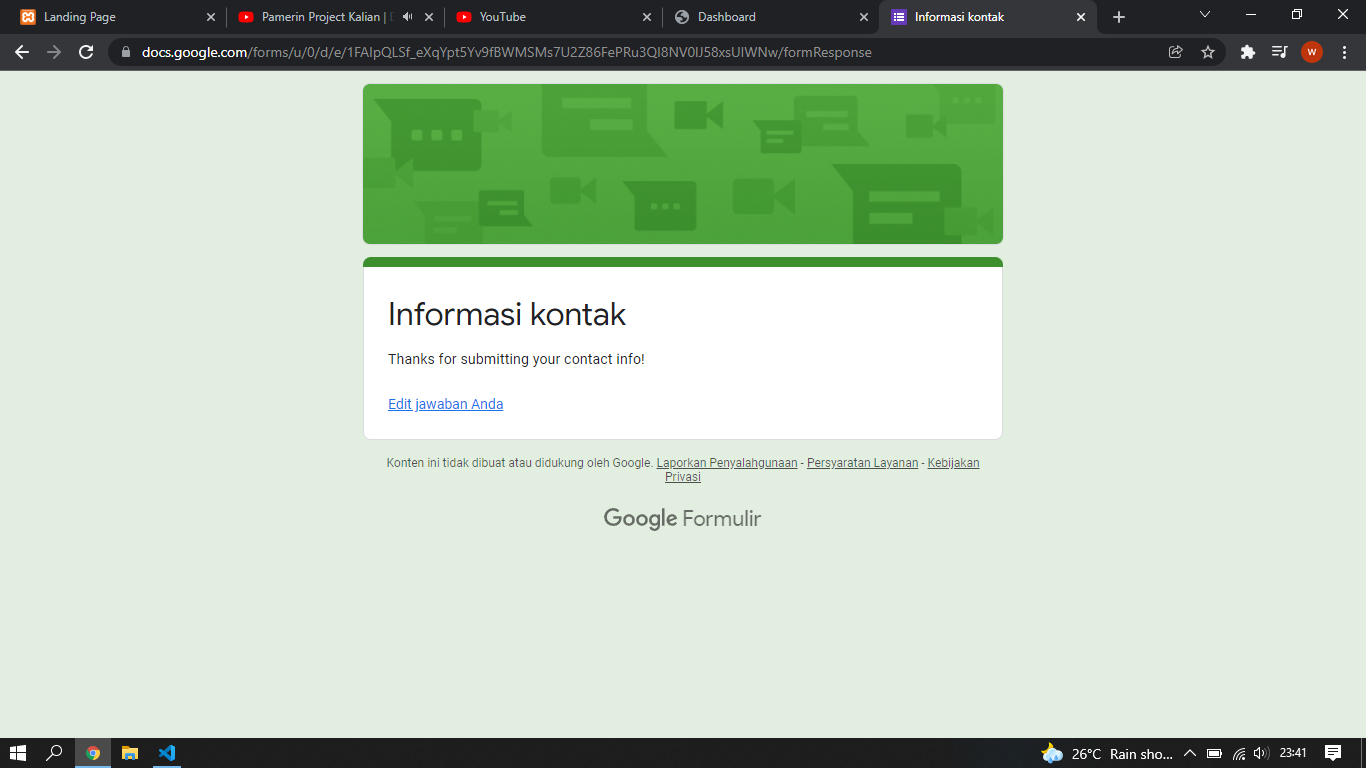 Landing Page
Pamerin Project Kalian |
YouTube
Dashboard
Informasi kontak
docs.google.com/forms/u/0/d/e/1FAIpQLSf_eXqYpt5Yv9fBWMSMs7U2Z86FePRu3QI8NV0IJ58xsUIWNw/formResponse
W
Informasi kontak
Thanks for submitting your contact info!
Edit jawaban Anda
Konten ini tidak dibuat atau didukung oleh Google. Laporkan Penyalahgunaan - Persyaratan Layanan - Kebijakan
Privasi
Google Formulir
26°C Rain sho...
23:41